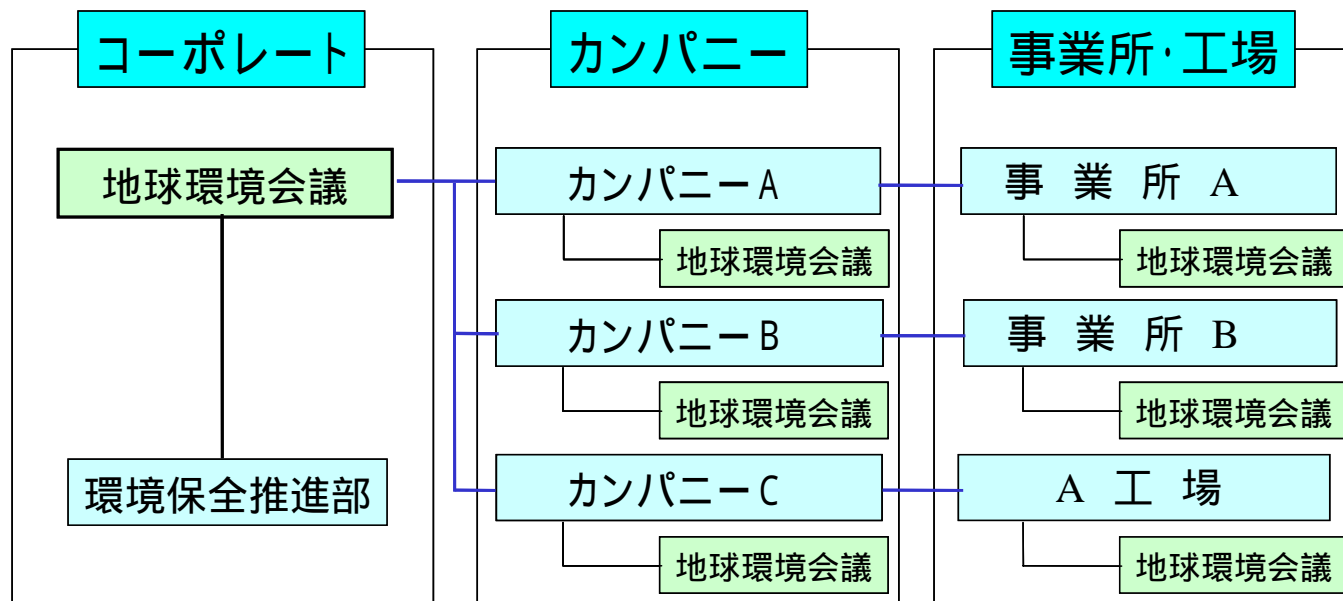 コーポレート
カンパニー
事業所・工場
地球環境会議
カンパニーA
事 業 所 A
地球環境会議
地球環境会議
カンパニーB
事 業 所 B
地球環境会議
地球環境会議
環境保全推進部
カンパニーC
A 工 場
地球環境会議
地球環境会議